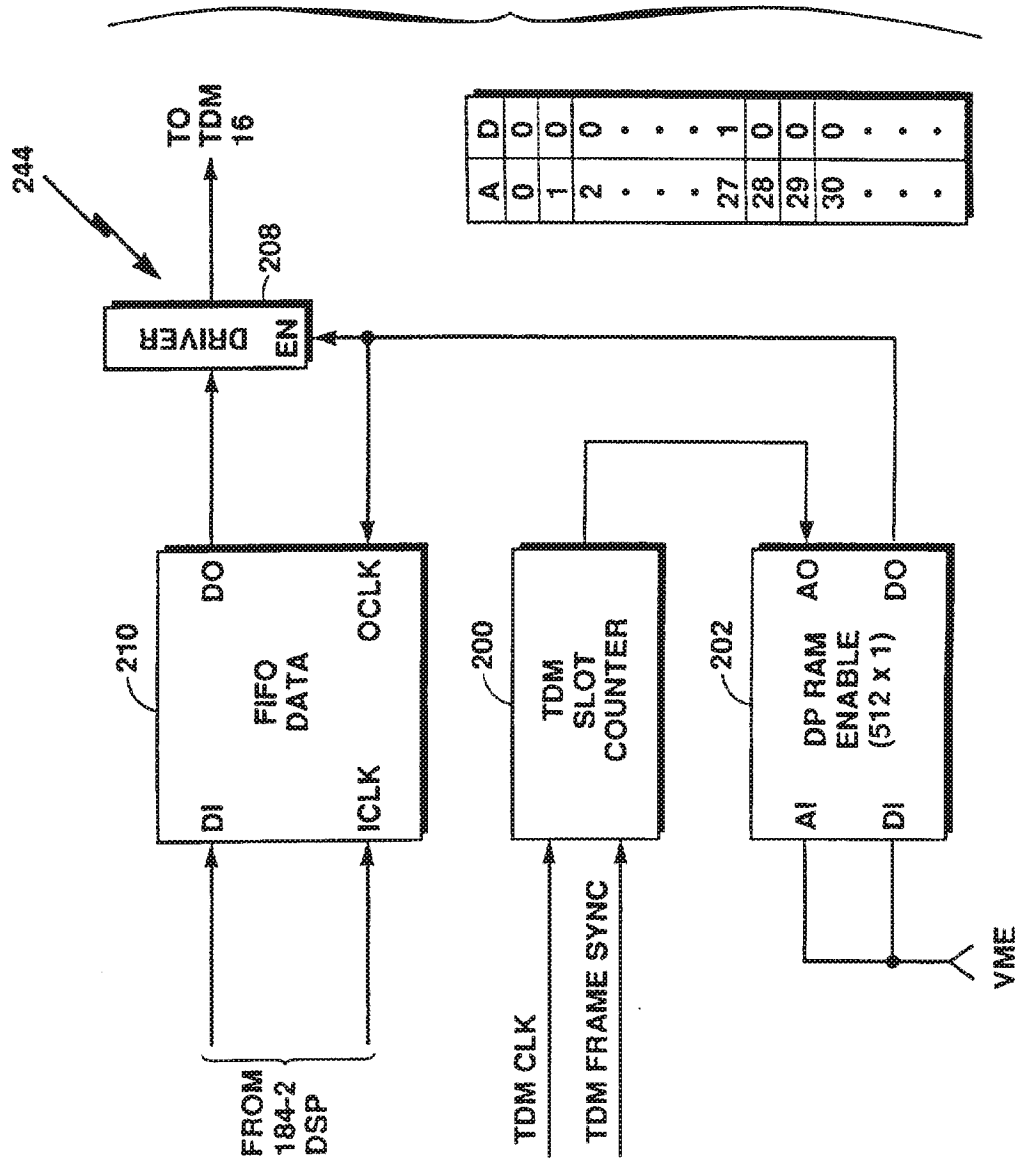 244
TO
TDM
16
DRIVER
EN
208
210
DI
DO
FIFO
DATA
ICLK
OCLK
FROM
184-2
DSP
200
TDM
SLOT
COUNTER
TDM CLK
TDM FRAME SYNC
202
AI
AO
DP RAM
ENABLE
(512 x 1)
DI
DO
VME
A D
0 0
1 0
2 0
. .
. .
. .
27 1
28 0
29 0
30 0
. .
. .
. .